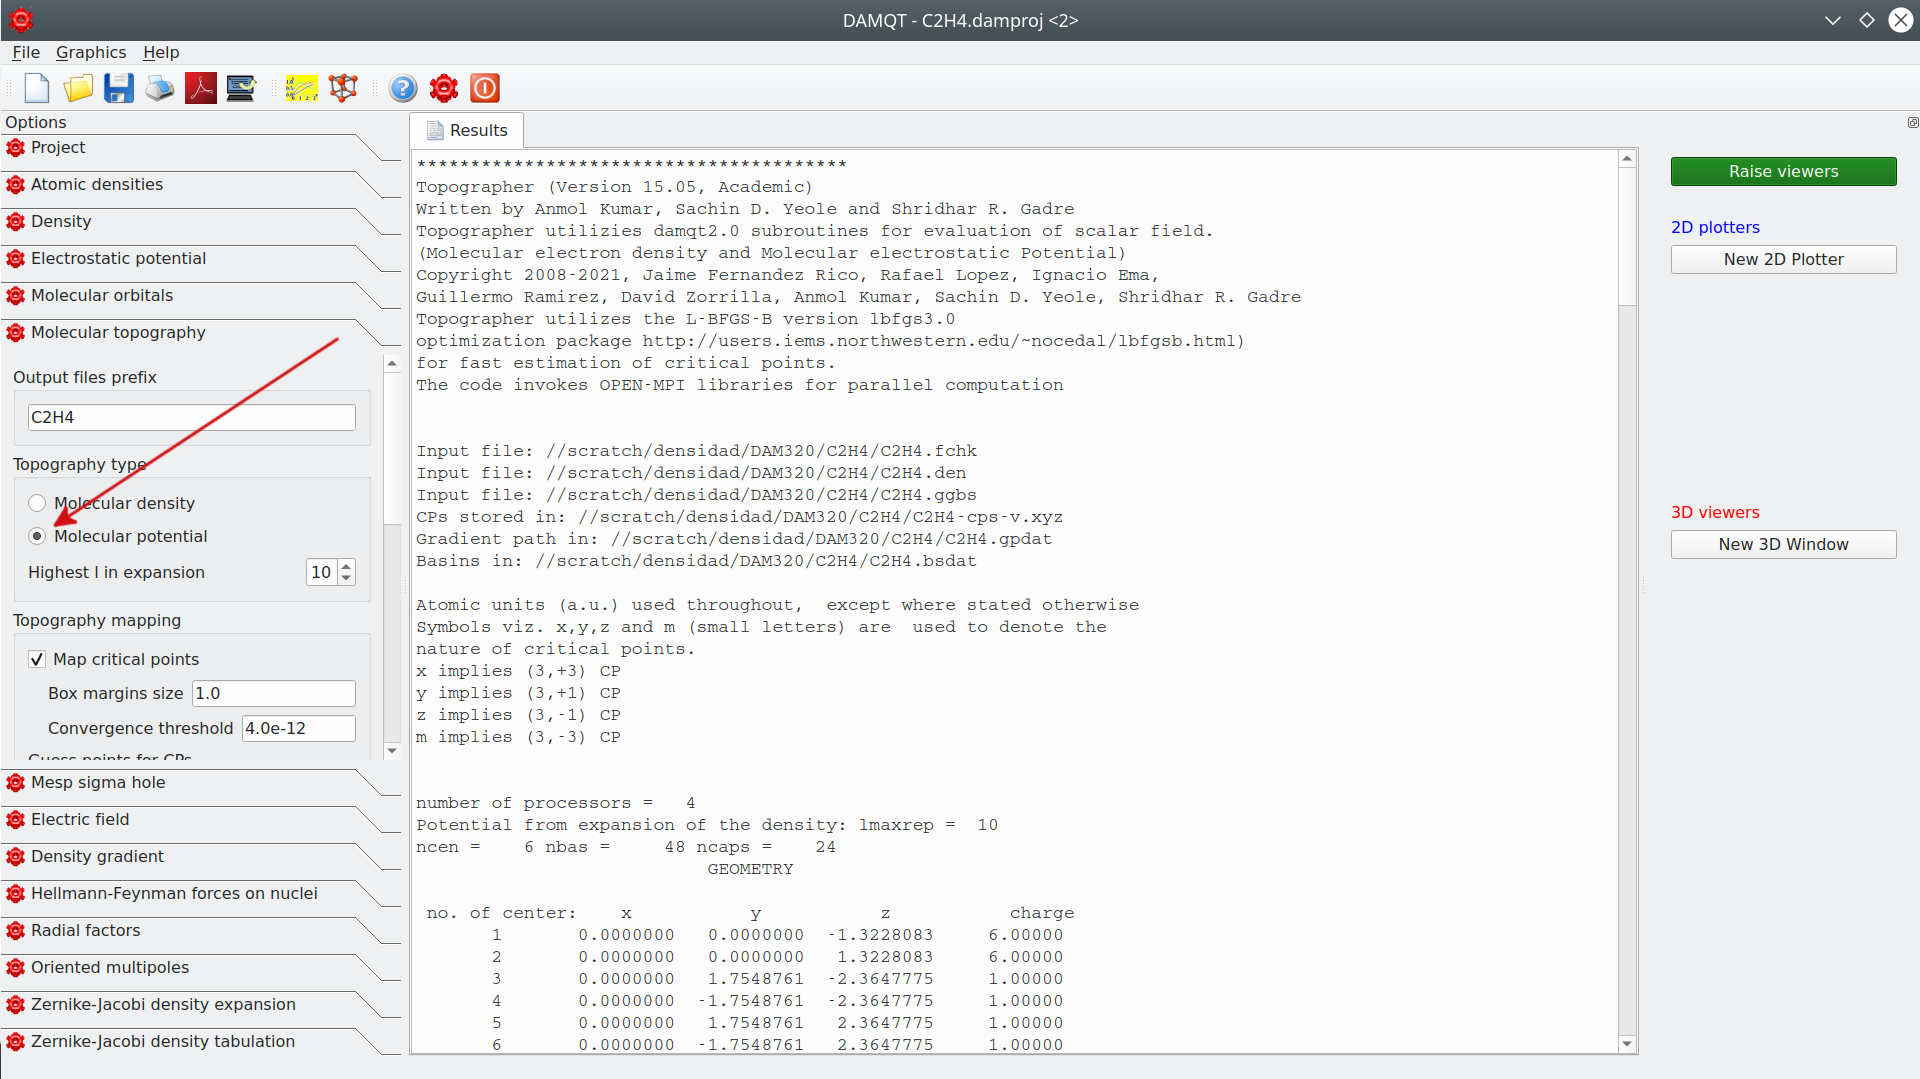 DAMQT - C2H4.damproj <2>
File Edit Graphics Help
Options
Project
Atomic densities
Density
Electrostatic potential
Molecular orbitals
Molecular topography
Output files prefix
C2H4
Topography type
Molecular density
Molecular potential
Highest l in expansion 10
Topography mapping
Map critical points
Box margins size 1.0
Convergence threshold 4.0e-12
Guess points for CPs
Mesp sigma hole
Electric field
Density gradient
Hellmann-Feynman forces on nuclei
Radial factors
Oriented multipoles
Zernike-Jacobi density expansion
Zernike-Jacobi density tabulation
Results
****************************************
Topographer (Version 15.05, Academic)
Written by Anmol Kumar, Sachin D. Yeole and Shridhar R. Gadre
Topographer utilizies damqt2.0 subroutines for evaluation of scalar field.
(Molecular electron density and Molecular electrostatic Potential)
Copyright 2008-2021, Jaime Fernandez Rico, Rafael Lopez, Ignacio Ema,
Guillermo Ramirez, David Zorrilla, Anmol Kumar, Sachin D. Yeole, Shridhar R. Gadre
Topographer utilizes the L-BFGS-B version lbfgs3.0
optimization package http://users.iems.northwestern.edu/~nocedal/lbfgsb.html)
for fast estimation of critical points.
The code invokes OPEN-MPI libraries for parallel computation
Input file: //scratch/densidad/DAM320/C2H4/C2H4.fchk
Input file: //scratch/densidad/DAM320/C2H4/C2H4.den
Input file: //scratch/densidad/DAM320/C2H4/C2H4.ggbs
CPs stored in: //scratch/densidad/DAM320/C2H4/C2H4-cps-v.xyz
Gradient path in: //scratch/densidad/DAM320/C2H4/C2H4.gpdat
Basins in: //scratch/densidad/DAM320/C2H4/C2H4.bsdat
Atomic units (a.u.) used throughout, except where stated otherwise
Symbols viz. x,y,z and m (small letters) are used to denote the
nature of critical points.
x implies (3,+3) CP
y implies (3,+1) CP
z implies (3,-1) CP
m implies (3,-3) CP
number of processors = 4
Potential from expansion of the density: lmaxrep = 10
ncen = 6 nbas = 48 ncaps = 24
GEOMETRY
no. of center: x y z charge
1 0.0000000 0.0000000 -1.3228083 6.00000
2 0.0000000 0.0000000 1.3228083 6.00000
3 0.0000000 1.7548761 -2.3647775 1.00000
4 0.0000000 -1.7548761 -2.3647775 1.00000
5 0.0000000 1.7548761 2.3647775 1.00000
6 0.0000000 -1.7548761 2.3647775 1.00000
Raise viewers
2D plotters
New 2D Plotter
3D viewers
New 3D Window